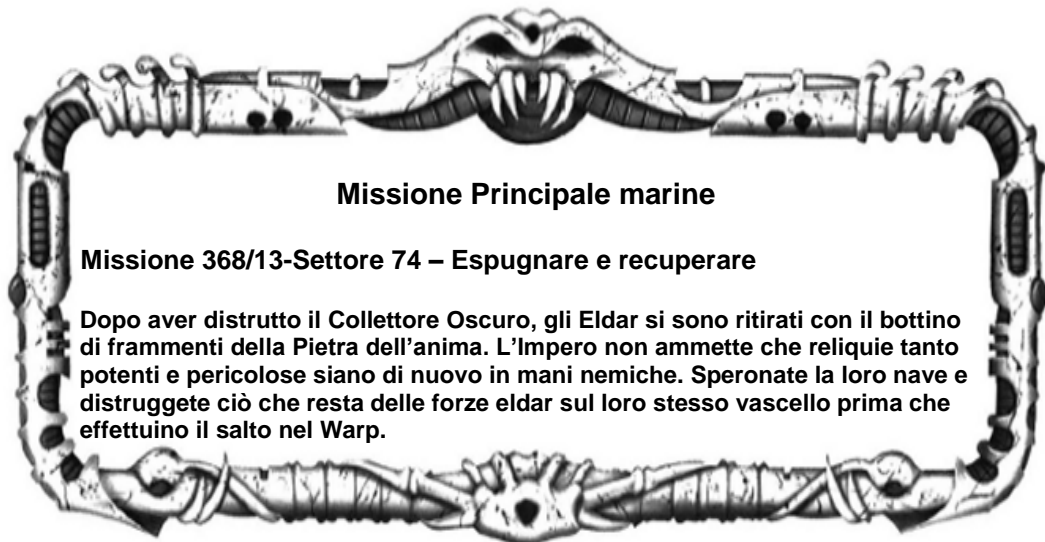 Missione Principale marine
Missione 368/13-Settore 74 – Espugnare e recuperare
Dopo aver distrutto il Collettore Oscuro, gli Eldar si sono ritirati con il bottino
di frammenti della Pietra dell’anima. L’Impero non ammette che reliquie tanto
potenti e pericolose siano di nuovo in mani nemiche. Speronate la loro nave e
distruggete ciò che resta delle forze eldar sul loro stesso vascello prima che
effettuino il salto nel Warp.